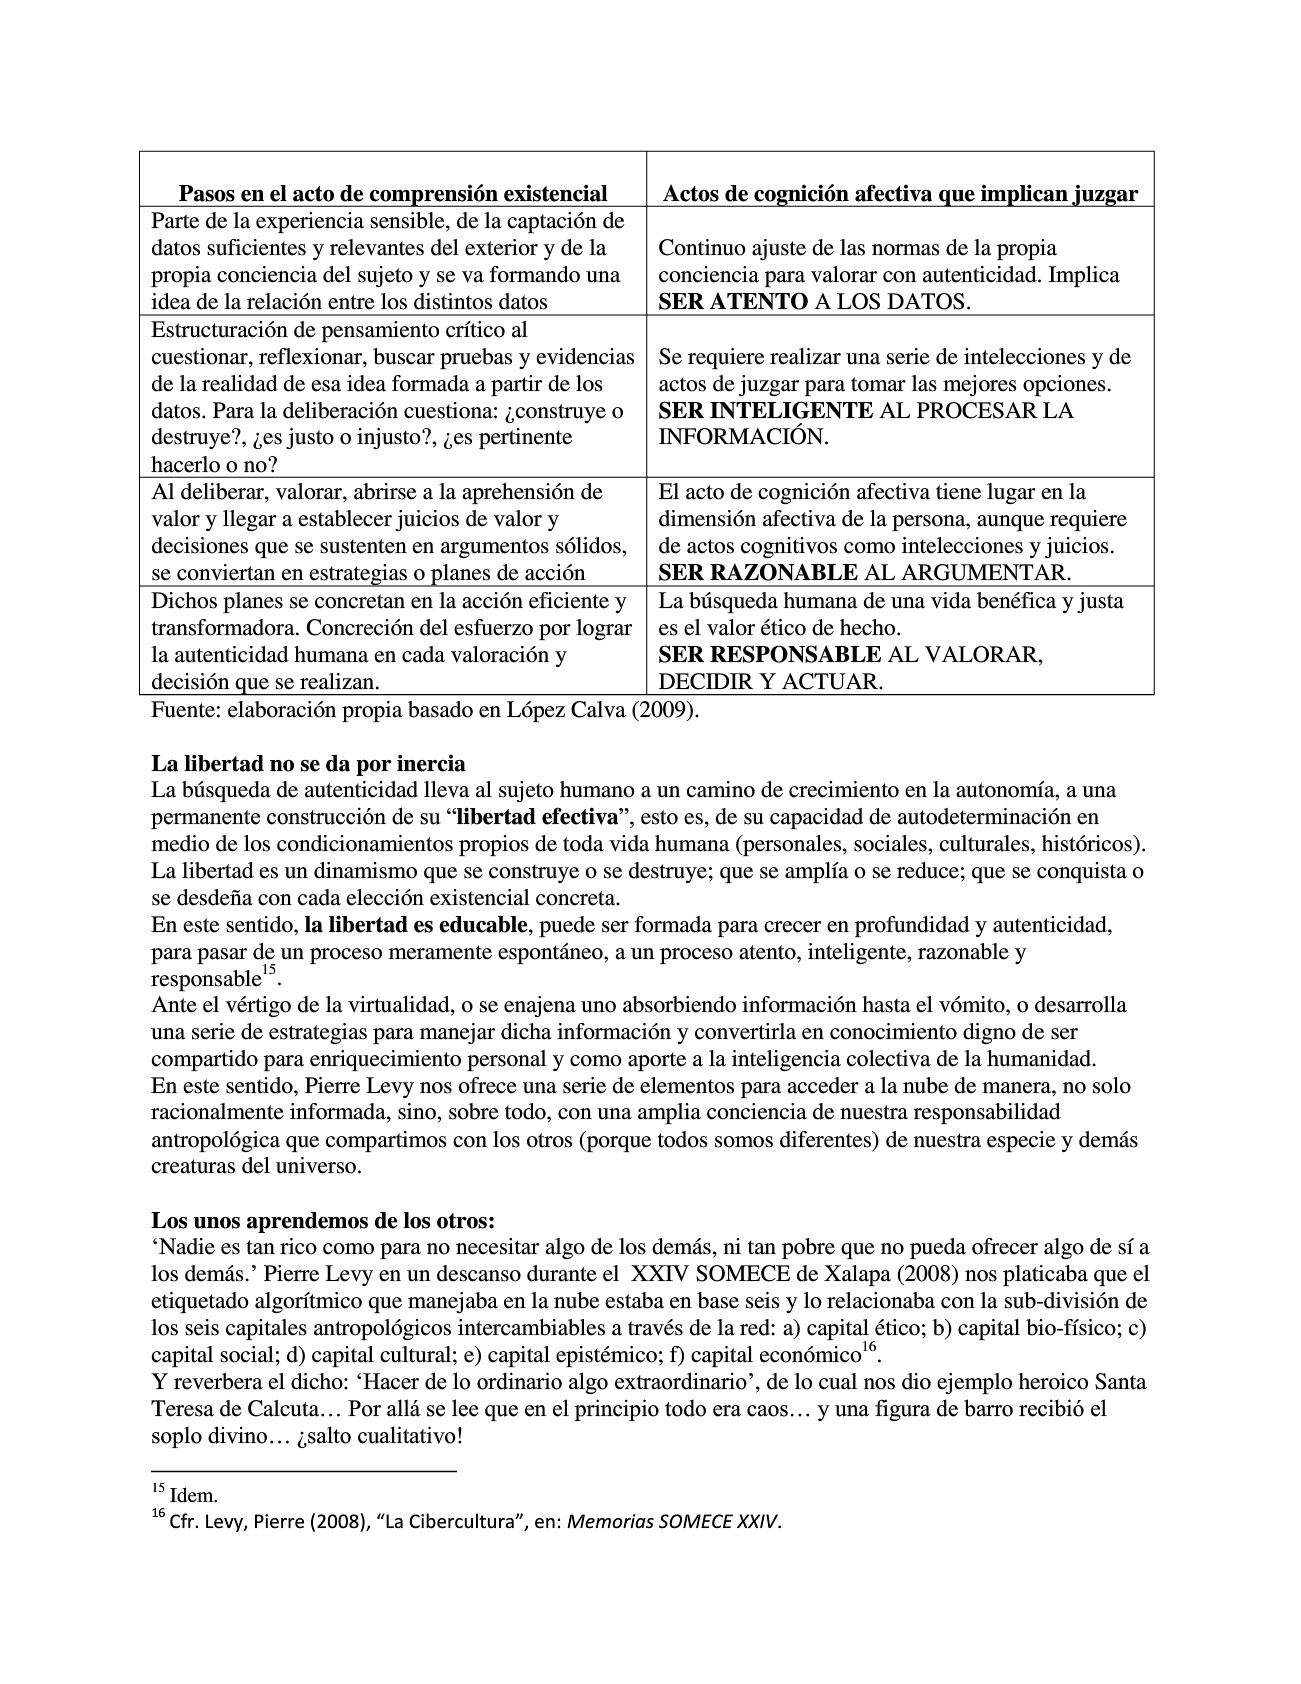 Pasos en el acto de comprensión existencial
Actos de cognición afectiva que implican juzgar
Parte de la experiencia sensible, de la captación de
datos suficientes y relevantes del exterior y de la
propia conciencia del sujeto y se va formando una
idea de la relación entre los distintos datos
Continuo ajuste de las normas de la propia
conciencia para valorar con autenticidad. Implica
SER ATENTO A LOS DATOS.
Estructuración de pensamiento crítico al
cuestionar, reflexionar, buscar pruebas y evidencias
de la realidad de esa idea formada a partir de los
datos. Para la deliberación cuestiona: ¿construye o
destruye?, ¿es justo o injusto?, ¿es pertinente
hacerlo o no?
Se requiere realizar una serie de intelecciones y de
actos de juzgar para tomar las mejores opciones.
SER INTELIGENTE AL PROCESAR LA
INFORMACIÓN.
Al deliberar, valorar, abrirse a la aprehensión de
valor y llegar a establecer juicios de valor y
decisiones que se sustenten en argumentos sólidos,
se conviertan en estrategias o planes de acción
El acto de cognición afectiva tiene lugar en la
dimensión afectiva de la persona, aunque requiere
de actos cognitivos como intelecciones y juicios.
SER RAZONABLE AL ARGUMENTAR.
Dichos planes se concretan en la acción eficiente y
transformadora. Concreción del esfuerzo por lograr
la autenticidad humana en cada valoración y
decisión que se realizan.
La búsqueda humana de una vida benéfica y justa
es el valor ético de hecho.
SER RESPONSABLE AL VALORAR,
DECIDIR Y ACTUAR.
Fuente: elaboración propia basado en López Calva (2009).
La libertad no se da por inercia
La búsqueda de autenticidad lleva al sujeto humano a un camino de crecimiento en la autonomía, a una
permanente construcción de su “libertad efectiva”, esto es, de su capacidad de autodeterminación en
medio de los condicionamientos propios de toda vida humana (personales, sociales, culturales, históricos).
La libertad es un dinamismo que se construye o se destruye; que se amplía o se reduce; que se conquista o
se desdeña con cada elección existencial concreta.
En este sentido, la libertad es educable, puede ser formada para crecer en profundidad y autenticidad,
para pasar de un proceso meramente espontáneo, a un proceso atento, inteligente, razonable y
responsable15.
Ante el vértigo de la virtualidad, o se enajena uno absorbiendo información hasta el vómito, o desarrolla
una serie de estrategias para manejar dicha información y convertirla en conocimiento digno de ser
compartido para enriquecimiento personal y como aporte a la inteligencia colectiva de la humanidad.
En este sentido, Pierre Levy nos ofrece una serie de elementos para acceder a la nube de manera, no solo
racionalmente informada, sino, sobre todo, con una amplia conciencia de nuestra responsabilidad
antropológica que compartimos con los otros (porque todos somos diferentes) de nuestra especie y demás
creaturas del universo.
Los unos aprendemos de los otros:
‘Nadie es tan rico como para no necesitar algo de los demás, ni tan pobre que no pueda ofrecer algo de sí a
los demás.’ Pierre Levy en un descanso durante el XXIV SOMECE de Xalapa (2008) nos platicaba que el
etiquetado algorítmico que manejaba en la nube estaba en base seis y lo relacionaba con la sub-división de
los seis capitales antropológicos intercambiables a través de la red: a) capital ético; b) capital bio-físico; c)
capital social; d) capital cultural; e) capital epistémico; f) capital económico16.
Y reverbera el dicho: ‘Hacer de lo ordinario algo extraordinario’, de lo cual nos dio ejemplo heroico Santa
Teresa de Calcuta… Por allá se lee que en el principio todo era caos… y una figura de barro recibió el
soplo divino… ¿salto cualitativo!
15 Idem.
16 Cfr. Levy, Pierre (2008), “La Cibercultura”, en: Memorias SOMECE XXIV.